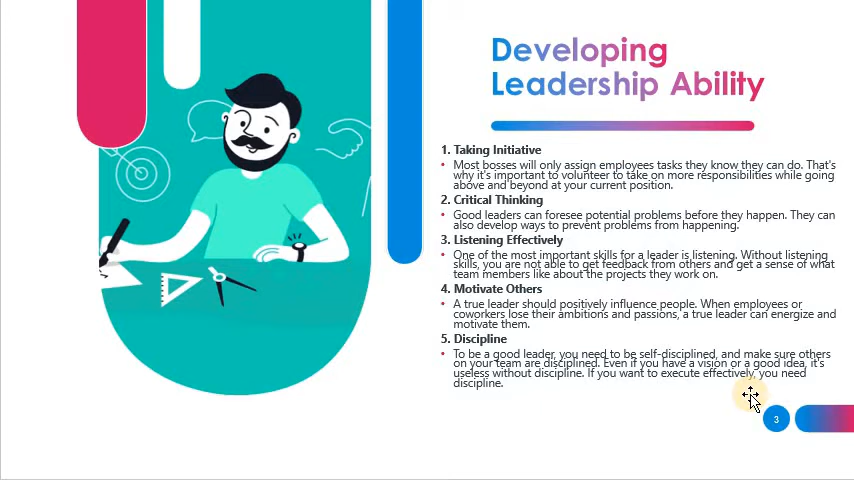 Developing
Leadership Ability
1. Taking Initiative
• Most bosses will only assign employees tasks they know they can do. That's
why it's important to volunteer to take on more responsibilities while going
above and beyond at your current position.
2. Critical Thinking
• Good leaders can foresee potential problems before they happen. They can
also develop ways to prevent problems from happening.
3. Listening Effectively
• One of the most important skills for a leader is listening. Without listening
skills, you are not able to get feedback from others and get a sense of what
team members like about the projects they work on.
4. Motivate Others
• A true leader should positively influence people. When employees or
coworkers lose their ambitions and passions, a true leader can energize and
motivate them.
5. Discipline
• To be a good leader, you need to be self-disciplined, and make sure others
on your team are disciplined. Even if you have a vision or a good idea, it's
useless without discipline. If you want to execute effectively, you need
discipline.
3